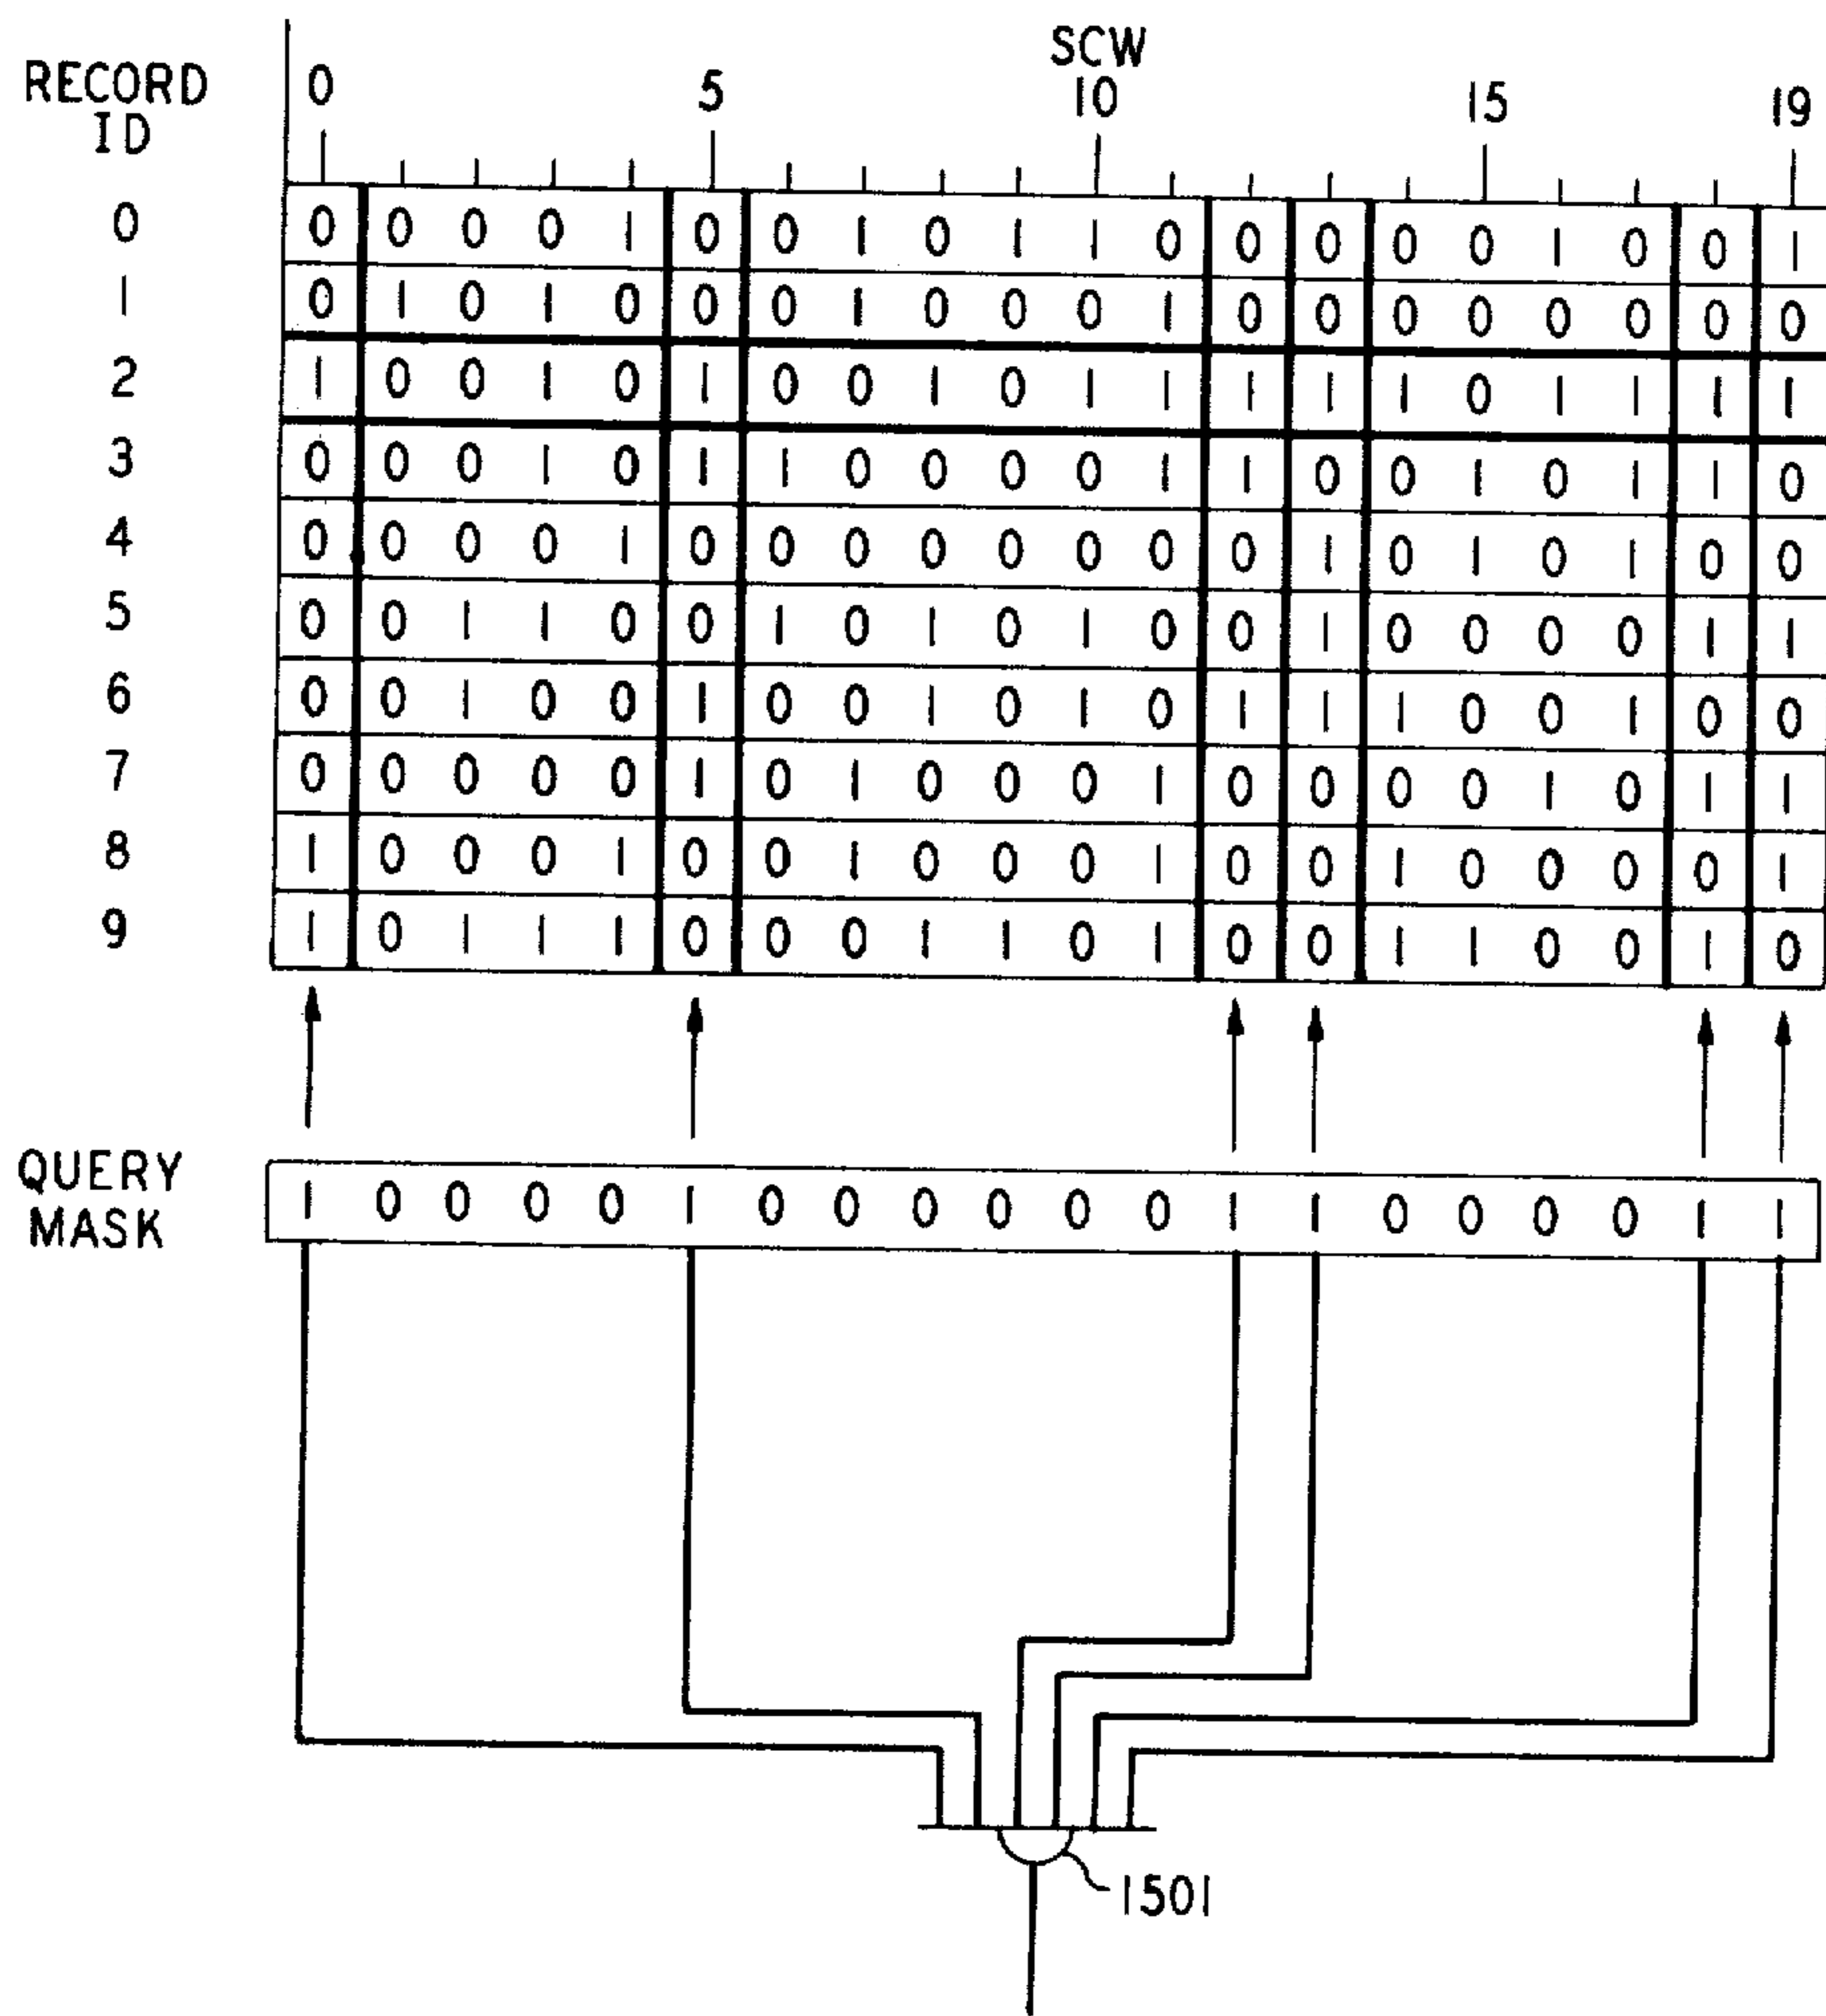 SCW
RECORD ID
0 5 10 15 19
0 0 0 0 0 1 0 0 1 0 1 1 0 0 0 0 0 1 0 0 1
1 0 1 0 1 0 0 0 1 0 0 0 1 0 0 0 0 0 0 0 0
2 1 0 0 1 0 1 0 0 1 0 1 1 1 1 1 0 1 1 1 1
3 0 0 0 1 0 1 1 0 0 0 0 1 1 0 0 1 0 1 1 0
4 0 0 0 0 1 0 0 0 0 0 0 0 0 1 0 1 0 1 0 0
5 0 0 1 1 0 0 1 0 1 0 1 0 0 1 0 0 0 0 1 1
6 0 0 1 0 0 1 0 0 1 0 1 0 1 1 1 0 0 1 0 0
7 0 0 0 0 0 1 0 1 0 0 0 1 0 0 0 0 1 0 1 1
8 1 0 0 0 1 0 0 1 0 0 0 1 0 0 1 0 0 0 0 1
9 1 0 1 1 1 0 0 0 1 1 0 1 0 0 1 1 0 0 1 0
QUERY MASK
1 0 0 0 0 1 0 0 0 0 0 0 1 1 0 0 0 0 1 1
1501